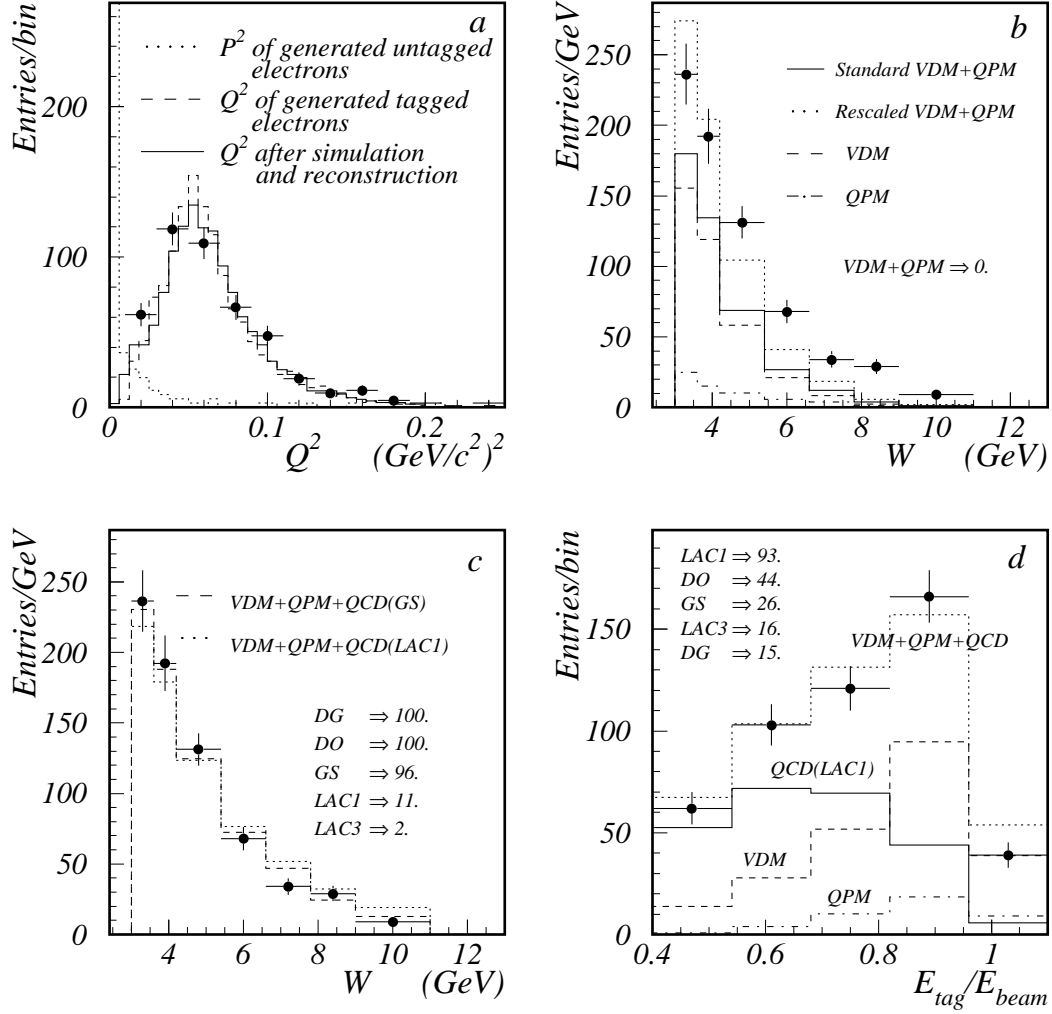 a
Entries/bin
200
100
0
P² of generated untagged
electrons
Q² of generated tagged
electrons
Q² after simulation
and reconstruction
0 0.1 0.2
Q² (GeV/c²)²
b
Entries/GeV
250
200
150
100
50
0
Standard VDM+QPM
Rescaled VDM+QPM
VDM
QPM
VDM+QPM ⇒ 0.
4 6 8 10 12
W (GeV)
c
Entries/GeV
250
200
150
100
50
0
VDM+QPM+QCD(GS)
VDM+QPM+QCD(LAC1)
DG ⇒ 100.
DO ⇒ 100.
GS ⇒ 96.
LAC1 ⇒ 11.
LAC3 ⇒ 2.
4 6 8 10 12
W (GeV)
d
Entries/bin
150
100
50
0
LAC1 ⇒ 93.
DO ⇒ 44.
GS ⇒ 26.
LAC3 ⇒ 16.
DG ⇒ 15.
VDM+QPM+QCD
QCD(LAC1)
VDM
QPM
0.4 0.6 0.8 1
E_tag/E_beam